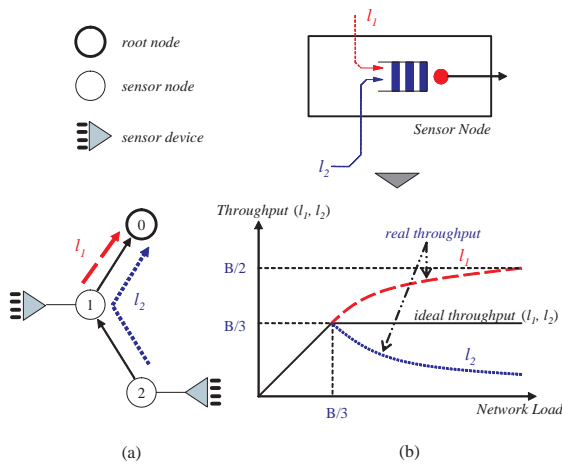 root node
sensor node
sensor device
l1
l2
Sensor Node
0
1
2
l1
l2
(a)
Throughput (l1, l2)
real throughput
B/2
l1
B/3
ideal throughput (l1, l2)
l2
B/3
Network Load
(b)